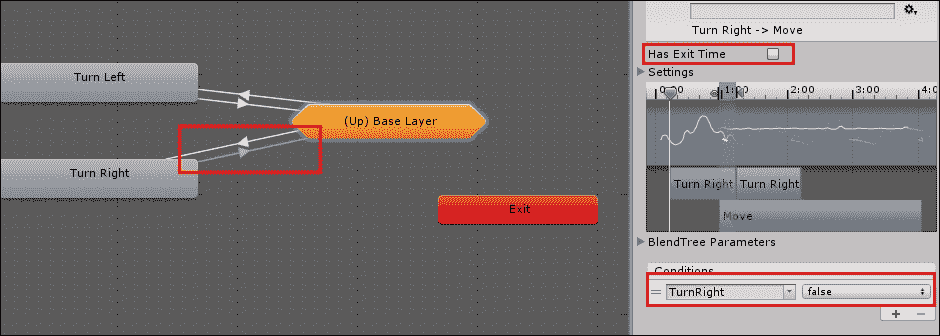 Turn Left
(Up) Base Layer
Turn Right
Exit
Turn Right -> Move
Has Exit Time
Settings
0:00 1:00 2:00 3:00 4:0
Turn Right Turn Right
Move
BlendTree Parameters
Conditions
TurnRight false
+ −